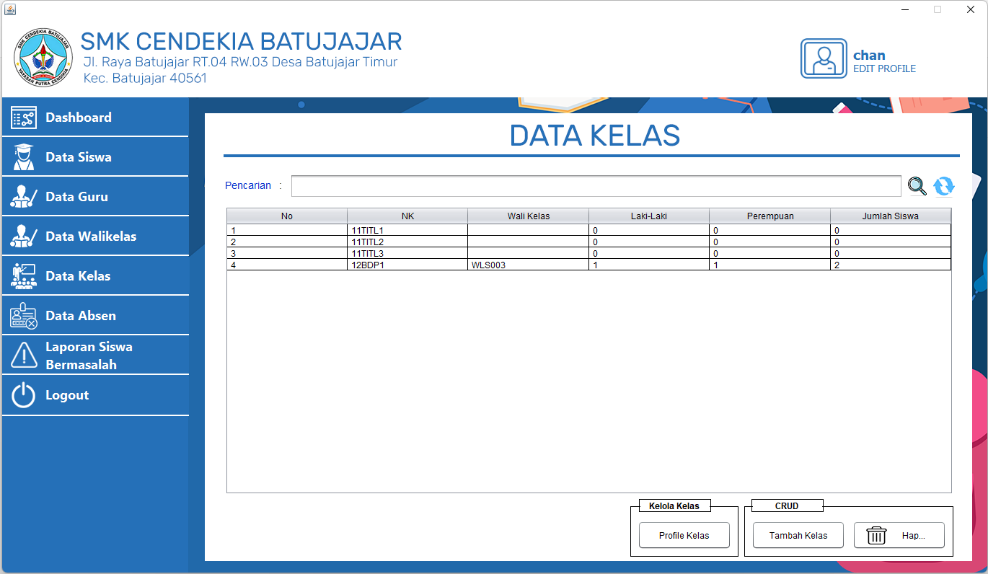 SMK CENDEKIA BATUJAJAR
Jl. Raya Batujajar RT.04 RW.03 Desa Batujajar Timur
Kec. Batujajar 40561
chan
EDIT PROFILE
Dashboard
Data Siswa
Data Guru
Data Walikelas
Data Kelas
Data Absen
Laporan Siswa
Bermasalah
Logout
DATA KELAS
Pencarian :
No NK Wali Kelas Laki-Laki Perempuan Jumlah Siswa
1 11TITL1 0 0 0
2 11TITL2 0 0 0
3 11TITL3 0 0 0
4 12BDP1 WLS003 1 1 2
Kelola Kelas
Profile Kelas
CRUD
Tambah Kelas
Hap...